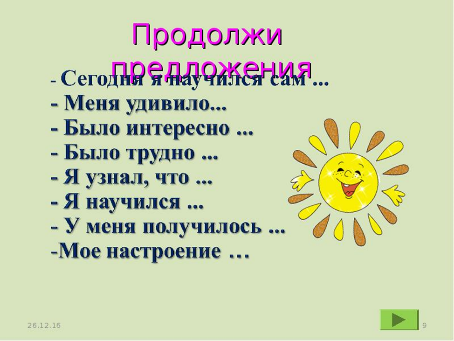 Продолжи
предложения
- Сегодня я научился сам ...
- Меня удивило...
- Было интересно ...
- Было трудно ...
- Я узнал, что ...
- Я научился ...
- У меня получилось ...
-Мое настроение …
26.12.16
9